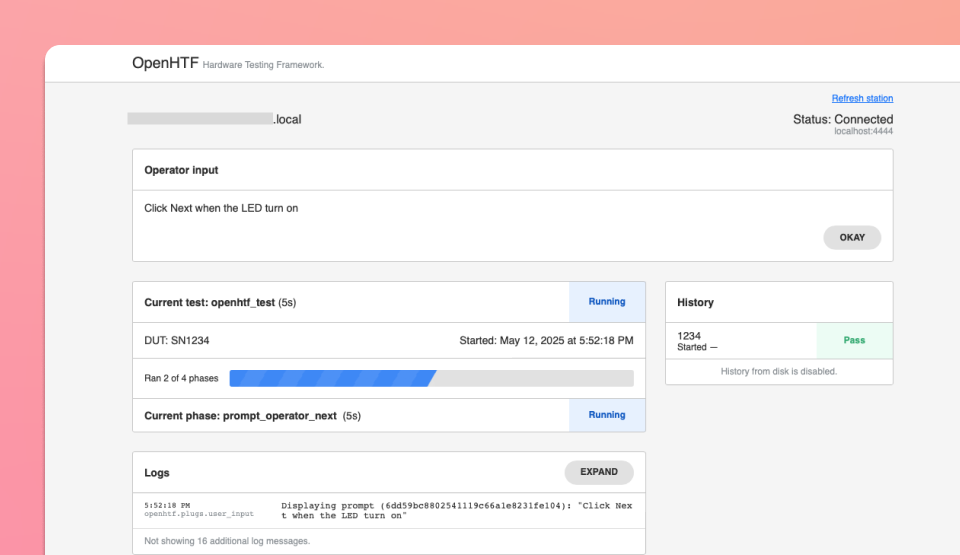 OpenHTF Hardware Testing Framework.
Refresh station
.local
Status: Connected
localhost:4444
Operator input
Click Next when the LED turn on
OKAY
Current test: openhtf_test (5s)
Running
DUT: SN1234
Started: May 12, 2025 at 5:52:18 PM
Ran 2 of 4 phases
Current phase: prompt_operator_next (5s)
Running
History
1234
Started —
Pass
History from disk is disabled.
Logs
EXPAND
5:52:18 PM
openhtf.plugs.user_input
Displaying prompt (6dd59bc8802541119c66a1e8231fe104): "Click Nex
t when the LED turn on"
Not showing 16 additional log messages.